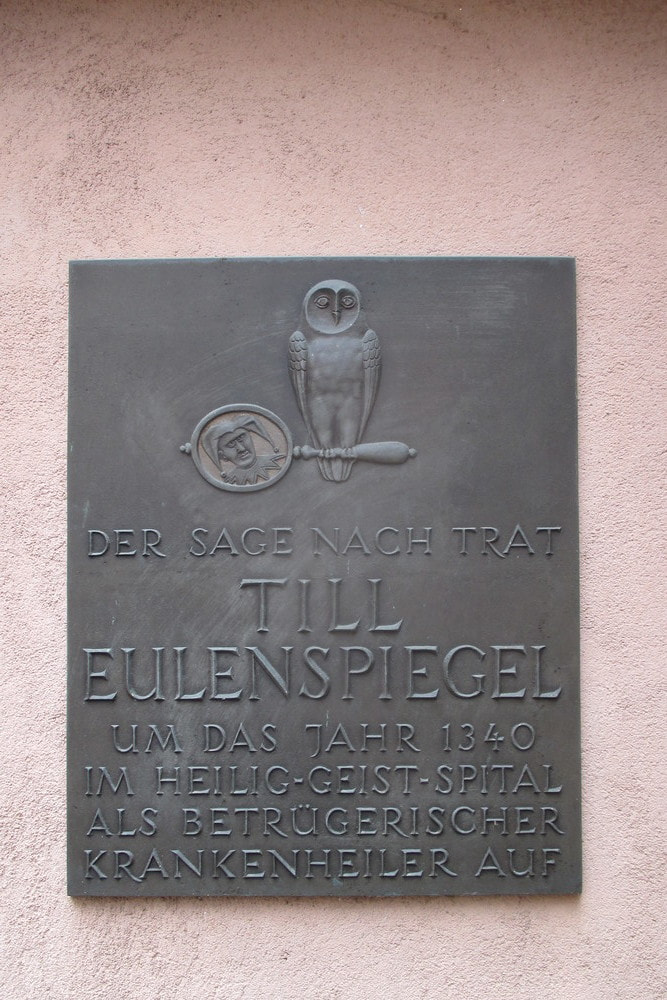 DER SAGE NACH TRAT
TILL
EULENSPIEGEL
UM DAS JAHR 1340
IM HEILIG-GEIST-SPITAL
ALS BETRÜGERISCHER
KRANKENHEILER AUF